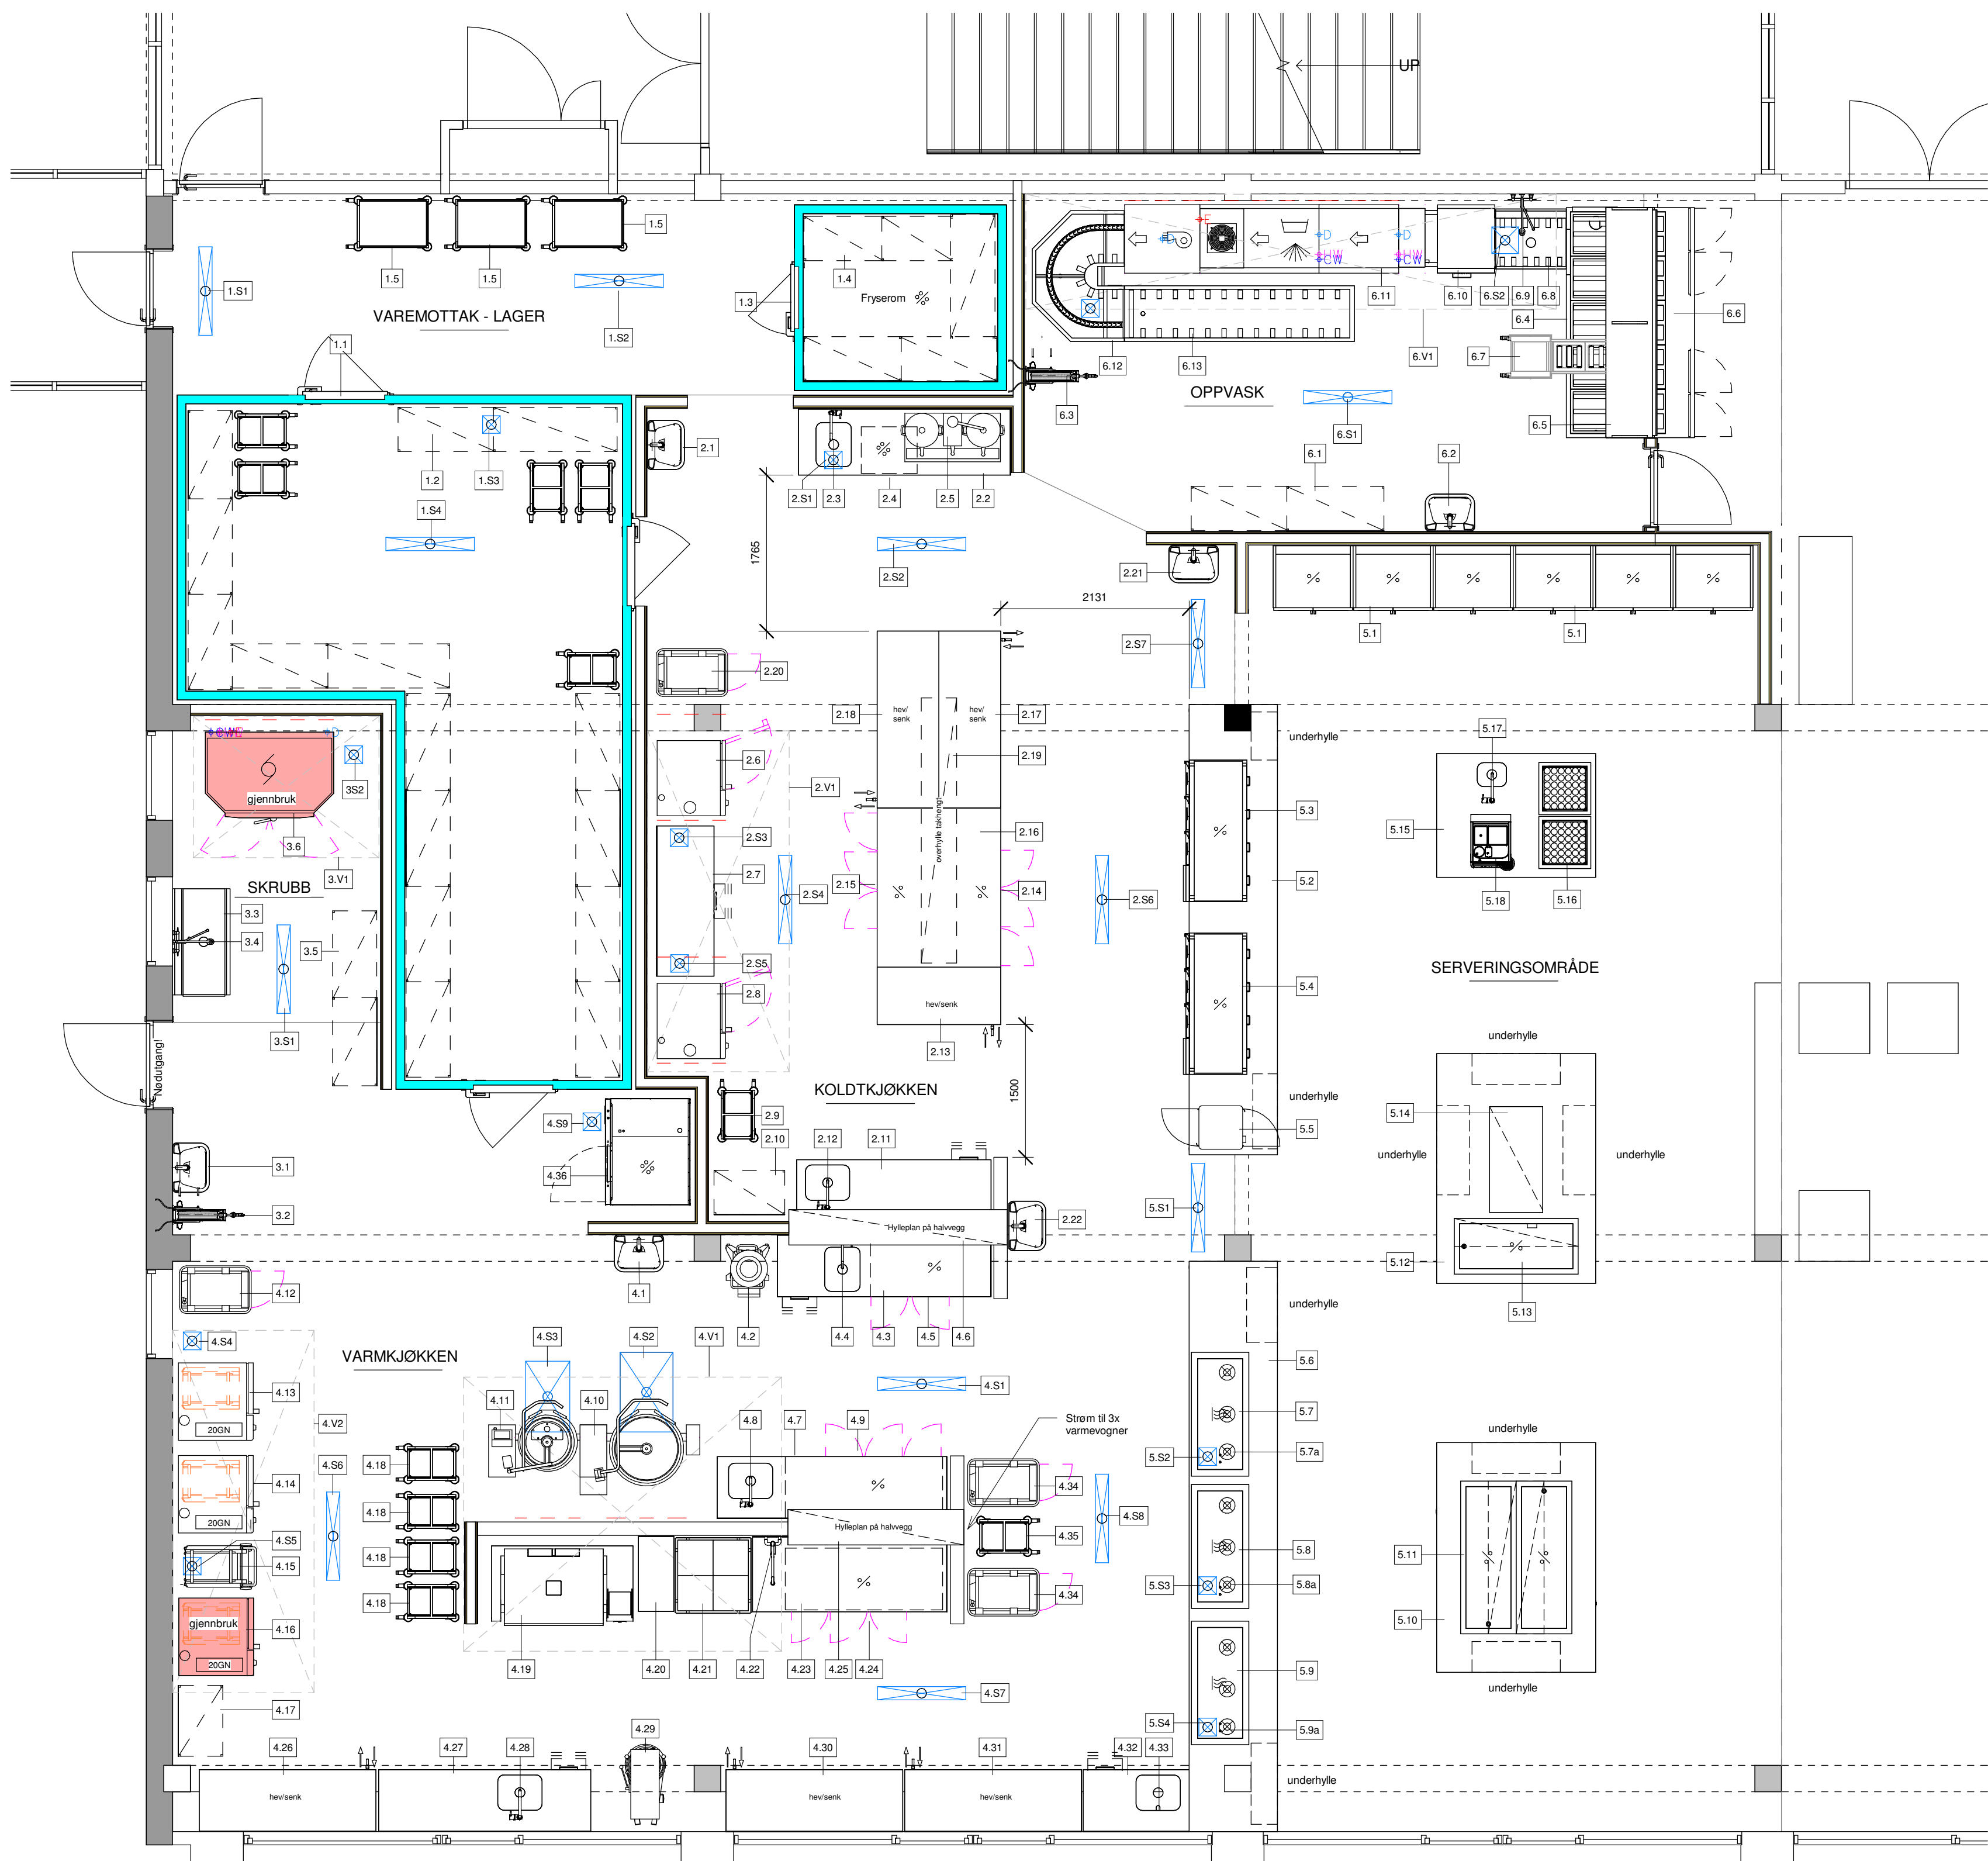 UP
1.5
1.5
1.5
1.S1
1.S2
1.3
1.4
Fryserom
VAREMOTTAK - LAGER
1.1
F
D
D
D
HW
CW
HW
CW
6.11
6.10
6.S2
6.9
6.8
6.4
6.6
6.7
6.12
6.13
6.V1
6.3
OPPVASK
6.S1
6.5
1.2
1.S3
1.S4
2.1
2.S1
2.3
2.4
2.5
2.2
6.1
6.2
1765
2.S2
2.21
2131
5.1
5.1
2.S7
2.20
2.18
hev/
senk
hev/
senk
2.17
2.19
overhylle takhengt
underhylle
5.17
CW
D
3S2
gjennbruk
3.6
3.V1
SKRUBB
2.6
2.V1
2.S3
2.16
5.3
5.15
2.7
2.15
2.14
5.2
2.S4
2.S6
5.18
5.16
3.3
3.4
3.5
2.S5
SERVERINGSOMRÅDE
2.8
5.4
3.S1
hev/senk
2.13
underhylle
Nødutgang!
1500
KOLDTKJØKKEN
underhylle
4.S9
2.9
5.14
5.5
2.12
2.11
2.10
3.1
4.36
underhylle
underhylle
3.2
5.S1
2.22
Hylleplan på halvvegg
5.12
5.13
4.12
4.1
4.2
4.4
4.3
4.5
4.6
underhylle
4.S4
VARMKJØKKEN
4.S3
4.S2
4.V1
5.6
4.13
20GN
4.V2
4.11
4.10
4.8
4.7
4.9
4.S1
Strøm til 3x
varmevogner
5.7
5.7a
underhylle
5.S2
4.14
20GN
4.S6
4.18
4.34
4.18
4.S8
4.S5
4.15
4.18
Hylleplan på halvvegg
4.35
5.8
5.11
5.S3
5.8a
4.18
4.34
gjennbruk
4.16
20GN
5.10
4.19
4.20
4.21
4.22
4.23
4.25
4.24
5.9
underhylle
4.17
4.S7
5.S4
5.9a
4.26
4.27
4.28
4.29
4.30
4.31
4.32
4.33
underhylle
hev/senk
hev/senk
hev/senk